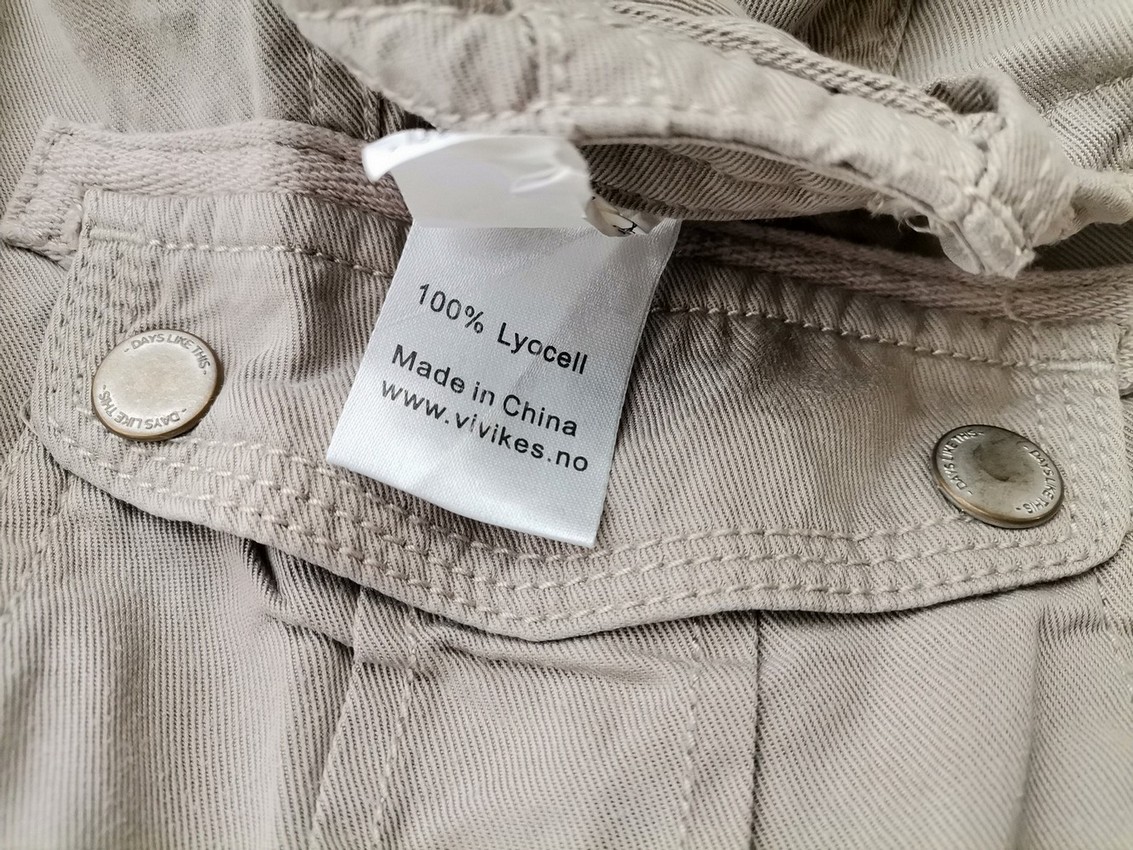 100% Lyocell
Made in China
www.vivikes.no
- DAYS LIKE THIS -
- DAYS LIKE THIS -
- DAYS LIKE THIS -
- DAYS LIKE THIS -